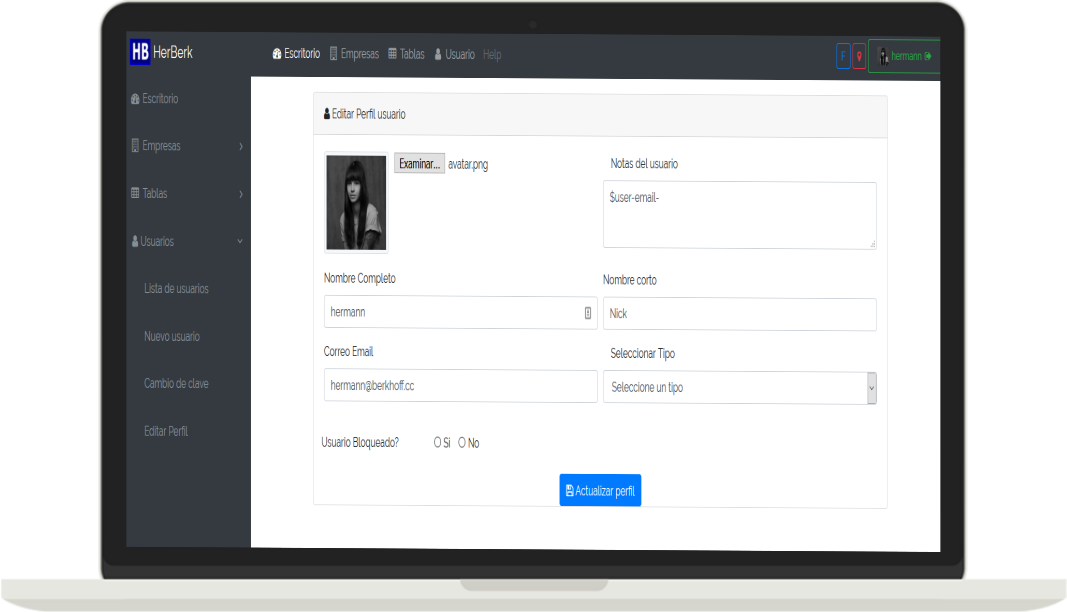 HB HerBerk
Escritorio Empresas Tablas Usuario Help
F hermann
Escritorio
Empresas
Tablas
Usuarios
Lista de usuarios
Nuevo usuario
Cambio de clave
Editar Perfil
Editar Perfil usuario
Examinar... avatar.png
Notas del usuario
$user-email-
Nombre Completo
Nombre corto
hermann
Nick
Correo Email
Seleccionar Tipo
hermann@berkhoff.cc
Seleccione un tipo
Usuario Bloqueado? Si No
Actualizar perfil